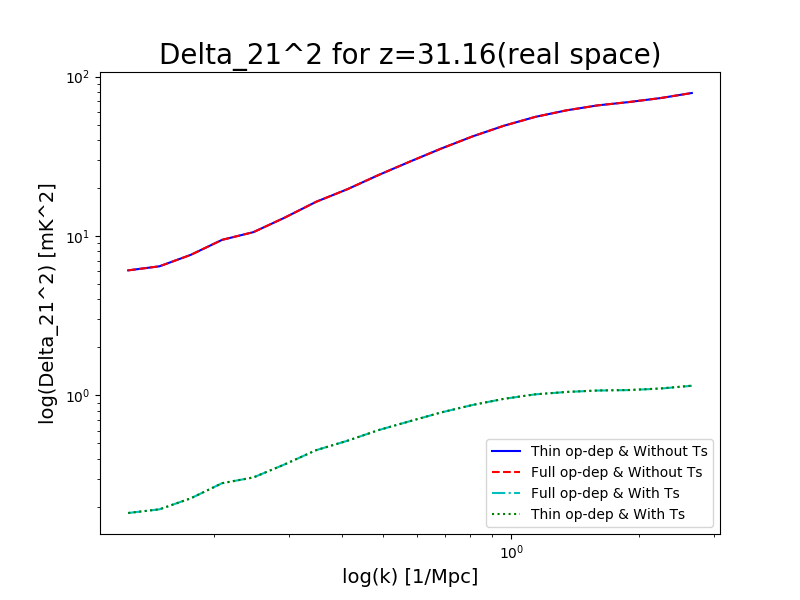 Delta_21^2 for z=31.16(real space)
log(Delta_21^2) [mK^2]
10^2
10^1
10^0
Thin op-dep & Without Ts
Full op-dep & Without Ts
Full op-dep & With Ts
Thin op-dep & With Ts
10^0
log(k) [1/Mpc]